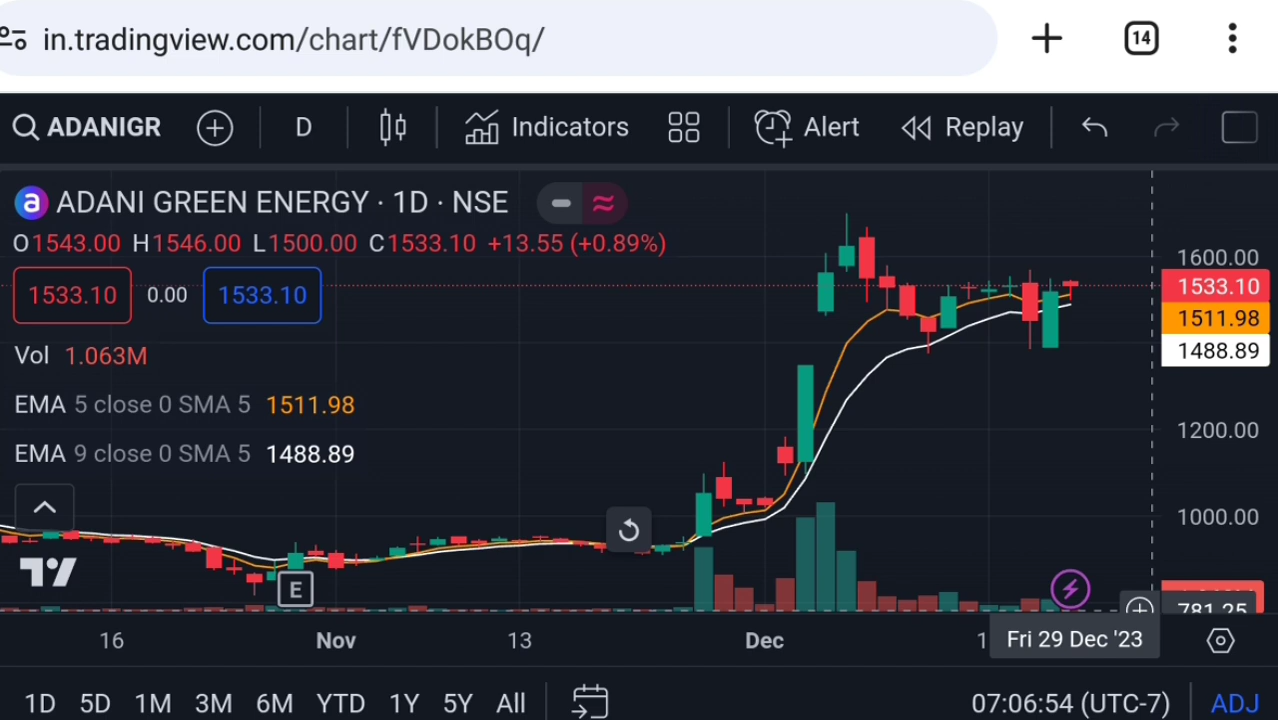 in.tradingview.com/chart/fVDokBOq/
14
ADANIGR D Indicators Alert Replay
ADANI GREEN ENERGY · 1D · NSE
O1543.00 H1546.00 L1500.00 C1533.10 +13.55 (+0.89%)
1533.10 0.00 1533.10
Vol 1.063M
EMA 5 close 0 SMA 5 1511.98
EMA 9 close 0 SMA 5 1488.89
E
1600.00
1533.10
1511.98
1488.89
1200.00
1000.00
781.25
16 Nov 13 Dec 1 Fri 29 Dec '23
1D 5D 1M 3M 6M YTD 1Y 5Y All 07:06:54 (UTC-7) ADJ